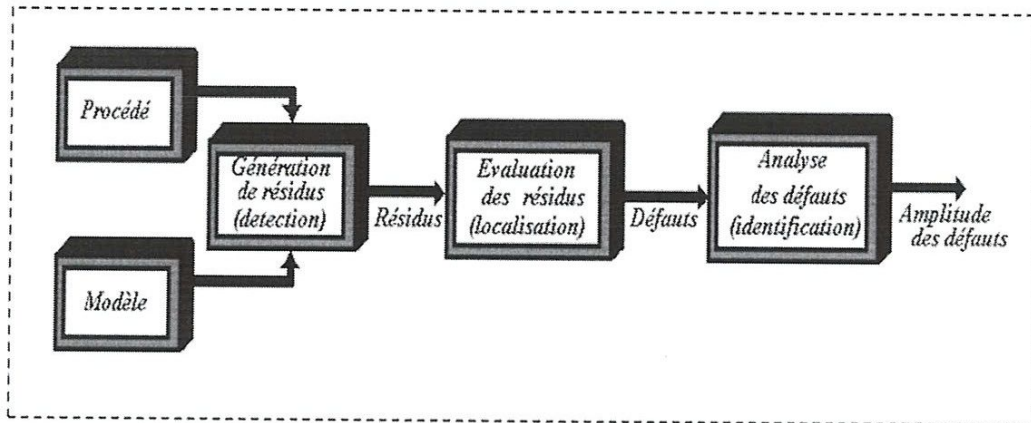 Procédé
Modèle
Génération
de résidus
(detection)
Résidus
Evaluation
des résidus
(localisation)
Défauts
Analyse
des défauts
(identification)
Amplitude
des défauts